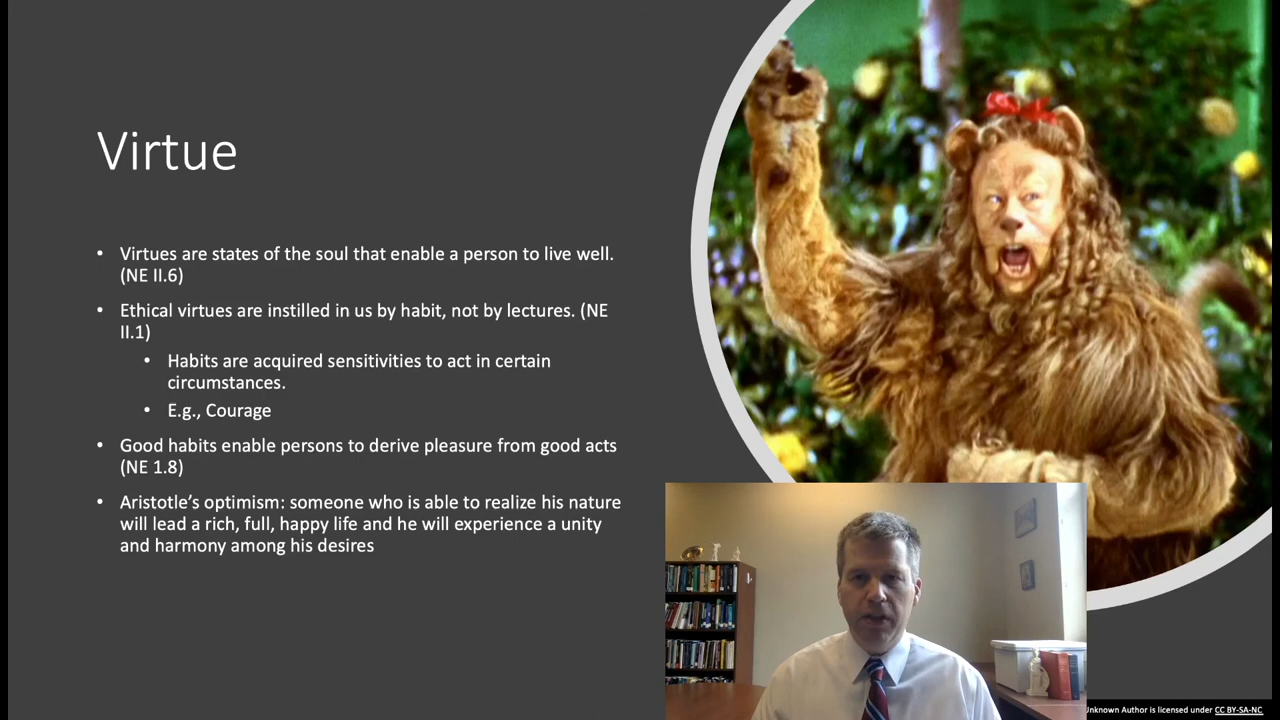 Virtue
• Virtues are states of the soul that enable a person to live well.
(NE II.6)
• Ethical virtues are instilled in us by habit, not by lectures. (NE
II.1)
• Habits are acquired sensitivities to act in certain
circumstances.
• E.g., Courage
• Good habits enable persons to derive pleasure from good acts
(NE 1.8)
• Aristotle’s optimism: someone who is able to realize his nature
will lead a rich, full, happy life and he will experience a unity
and harmony among his desires
Unknown Author is licensed under CC BY-SA-NC